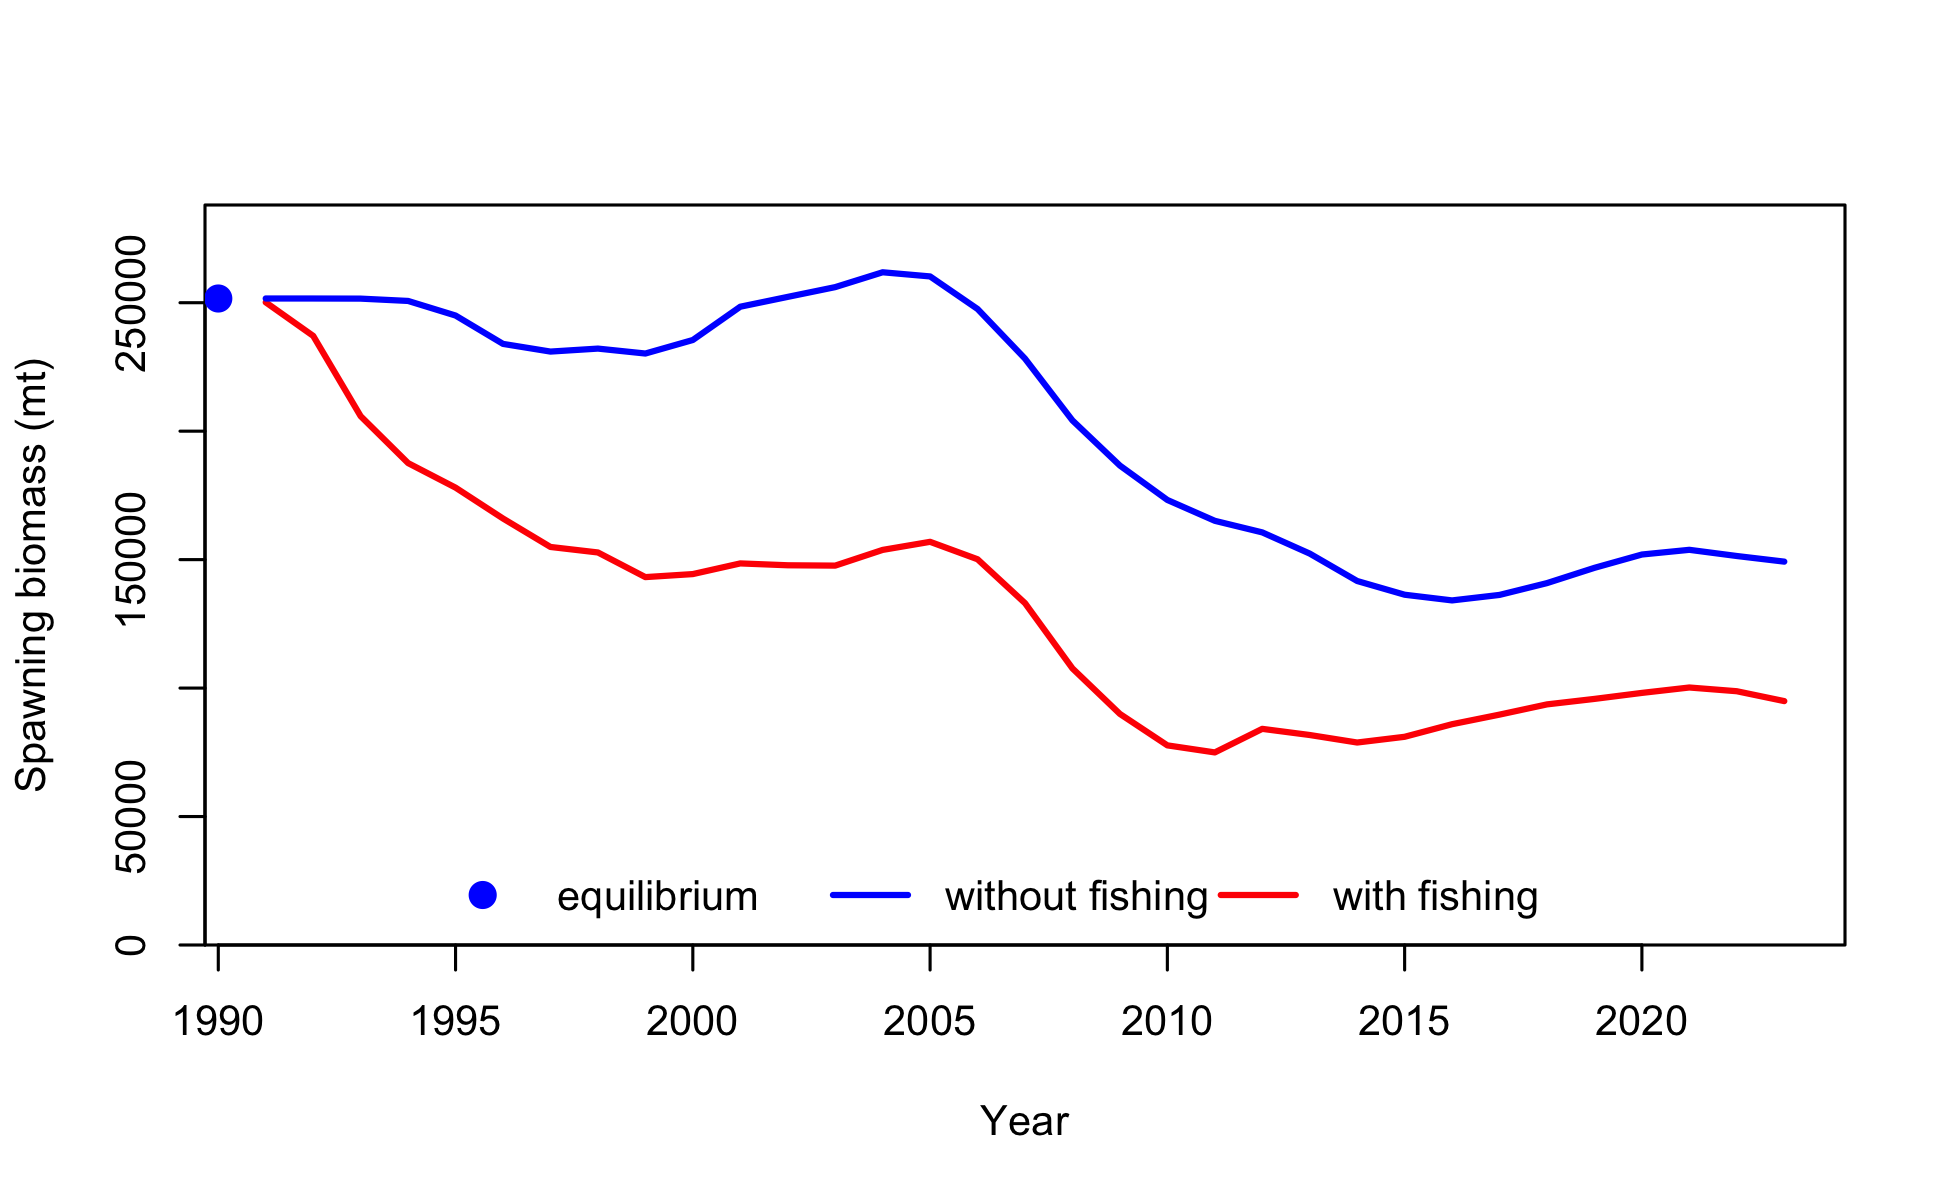 Spawning biomass (mt)
250000
150000
50000
0
equilibrium without fishing with fishing
1990 1995 2000 2005 2010 2015 2020
Year